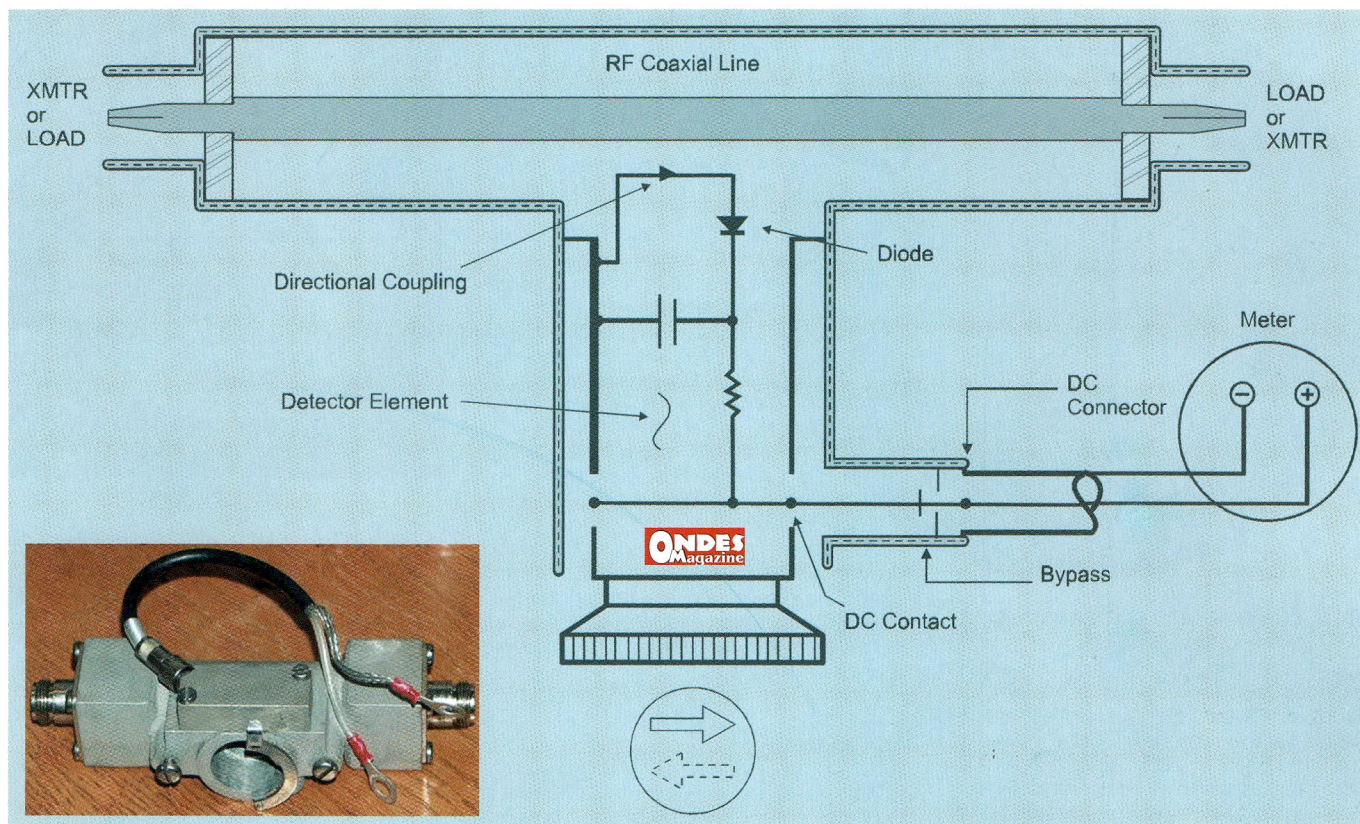 RF Coaxial Line
XMTR
or
LOAD
LOAD
or
XMTR
Directional Coupling
Diode
Meter
Detector Element
DC
Connector
ONDES
Magazine
Bypass
DC Contact